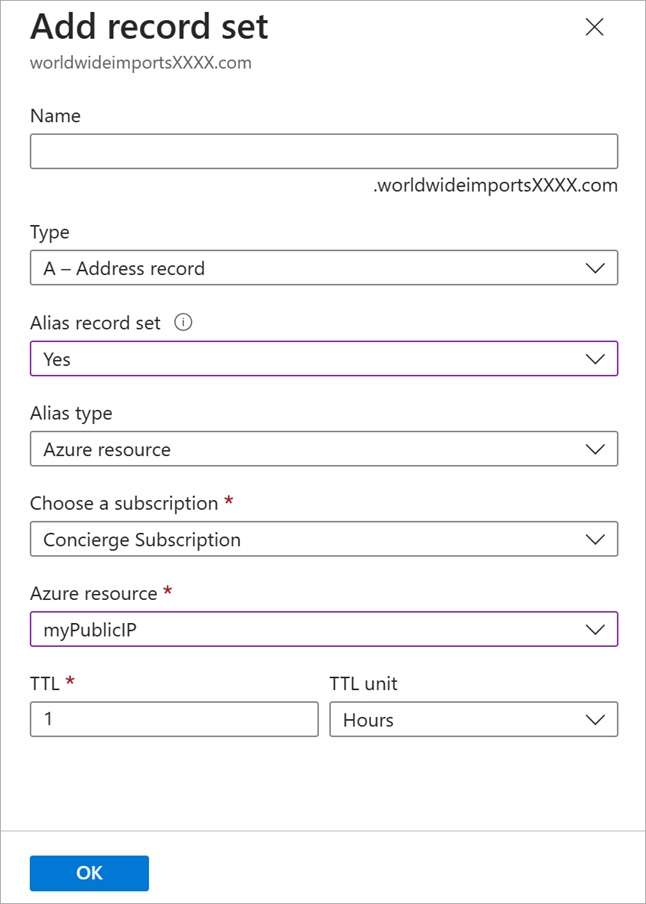 Add record set
worldwideimportsXXXX.com
Name
.worldwideimportsXXXX.com
Type
A – Address record
Alias record set
Yes
Alias type
Azure resource
Choose a subscription *
Concierge Subscription
Azure resource *
myPublicIP
TTL * TTL unit
1 Hours
OK